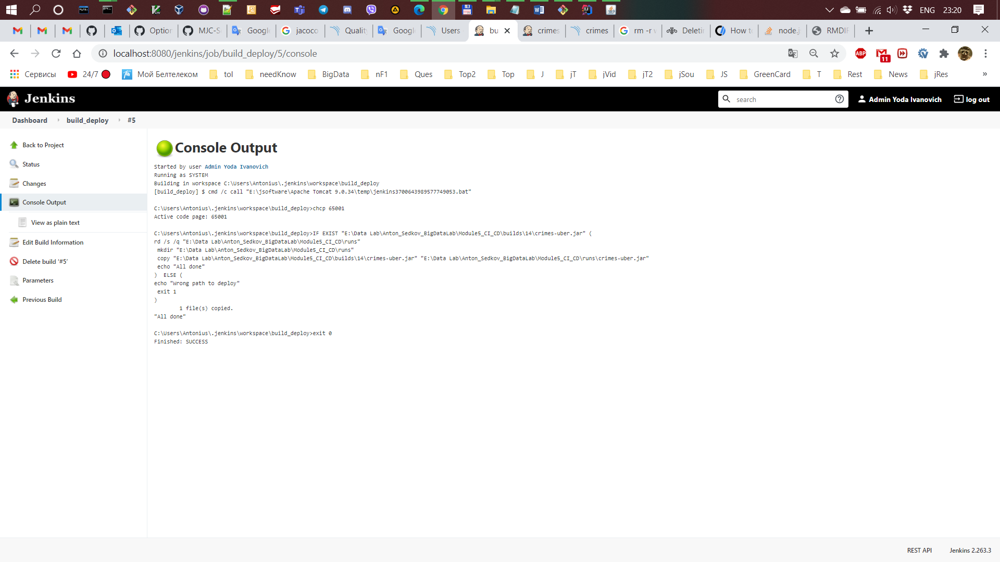 ENG 23:20
Option
MJC-S
Google
jacoco
Quality
Google
Users
bu
crimes
crimes
rm -r
Deletin
How t
node.j
RMDIR
localhost:8080/jenkins/job/build_deploy/5/console
ABP
11
Сервисы
24/7
Мой Белтелеком
tol
needKnow
BigData
nF1
Ques
Top2
Top
J
jT
jVid
jT2
jSou
JS
GreenCard
T
Rest
News
jRes
»
Jenkins
search
Admin Yoda Ivanovich
log out
Dashboard
build_deploy
#5
Back to Project
Status
Changes
Console Output
View as plain text
Edit Build Information
Delete build ‘#5’
Parameters
Previous Build
Console Output
Started by user Admin Yoda Ivanovich
Running as SYSTEM
Building in workspace C:\Users\Antonius\.jenkins\workspace\build_deploy
[build_deploy] $ cmd /c call "E:\jsoftware\Apache Tomcat 9.0.34\temp\jenkins3700643989577749053.bat"
C:\Users\Antonius\.jenkins\workspace\build_deploy>chcp 65001
Active code page: 65001
C:\Users\Antonius\.jenkins\workspace\build_deploy>IF EXIST "E:\Data Lab\Anton_Sedkov_BigDataLab\Module5_CI_CD\builds\14\crimes-uber.jar" (
rd /s /q "E:\Data Lab\Anton_Sedkov_BigDataLab\Module5_CI_CD\runs"
mkdir "E:\Data Lab\Anton_Sedkov_BigDataLab\Module5_CI_CD\runs"
copy "E:\Data Lab\Anton_Sedkov_BigDataLab\Module5_CI_CD\builds\14\crimes-uber.jar" "E:\Data Lab\Anton_Sedkov_BigDataLab\Module5_CI_CD\runs\crimes-uber.jar"
echo "All done"
) ELSE (
echo "Wrong path to deploy"
exit 1
)
1 file(s) copied.
"All done"
C:\Users\Antonius\.jenkins\workspace\build_deploy>exit 0
Finished: SUCCESS
REST API
Jenkins 2.263.3